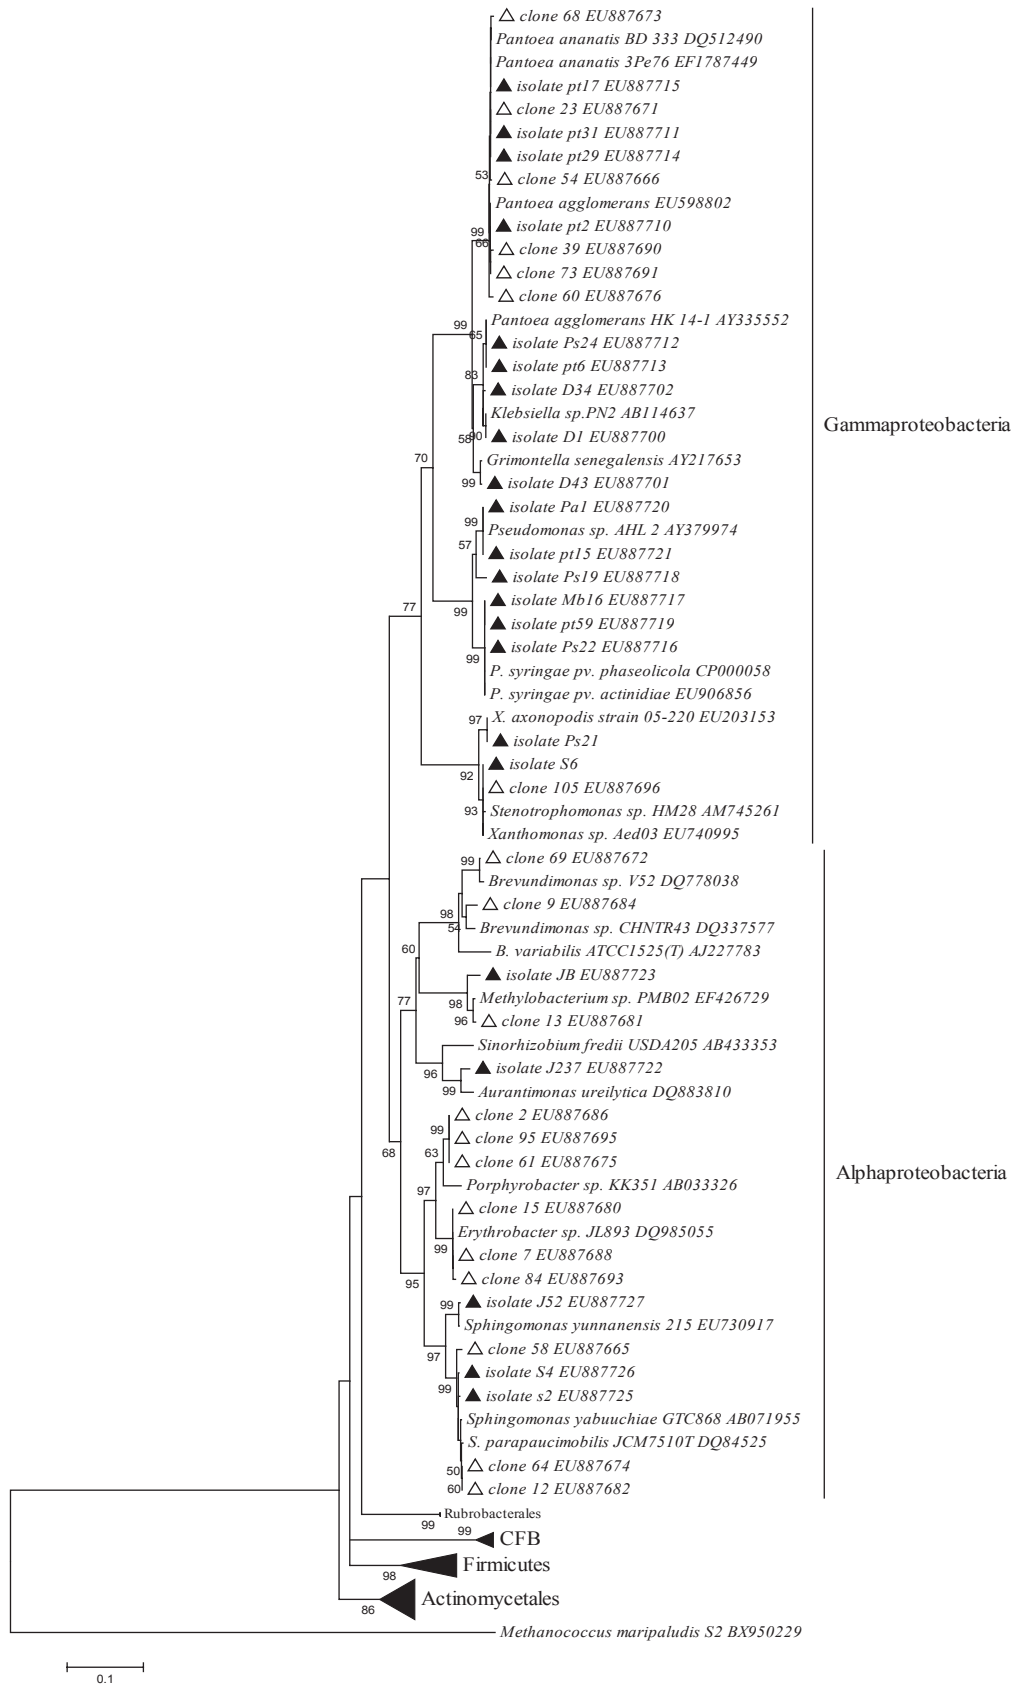 clone 68 EU887673
Pantoea ananatis BD 333 DQ512490
Pantoea ananatis 3Pe76 EF1787449
isolate pt17 EU887715
clone 23 EU887671
isolate pt31 EU887711
isolate pt29 EU887714
53
clone 54 EU887666
Pantoea agglomerans EU598802
99
isolate pt2 EU887710
66
clone 39 EU887690
clone 73 EU887691
clone 60 EU887676
Pantoea agglomerans HK 14-1 AY335552
99
65
isolate Ps24 EU887712
isolate pt6 EU887713
83
isolate D34 EU887702
Klebsiella sp.PN2 AB114637
Gammaproteobacteria
58
90
isolate D1 EU887700
70
Grimontella senegalensis AY217653
99
isolate D43 EU887701
isolate Pa1 EU887720
99
Pseudomonas sp. AHL 2 AY379974
57
isolate pt15 EU887721
isolate Ps19 EU887718
77
99
isolate Mb16 EU887717
isolate pt59 EU887719
isolate Ps22 EU887716
99
P. syringae pv. phaseolicola CP000058
P. syringae pv. actinidiae EU906856
97
X. axonopodis strain 05-220 EU203153
isolate Ps21
isolate S6
92
clone 105 EU887696
93
Stenotrophomonas sp. HM28 AM745261
Xanthomonas sp. Aed03 EU740995
99
clone 69 EU887672
Brevundimonas sp. V52 DQ778038
clone 9 EU887684
98
54
Brevundimonas sp. CHNTR43 DQ337577
60
B. variabilis ATCC1525(T) AJ227783
isolate JB EU887723
77
98
Methylobacterium sp. PMB02 EF426729
96
clone 13 EU887681
Sinorhizobium fredii USDA205 AB433353
96
isolate J237 EU887722
99
Aurantimonas ureilytica DQ883810
clone 2 EU887686
99
clone 95 EU887695
68
63
clone 61 EU887675
Alphaproteobacteria
97
Porphyrobacter sp. KK351 AB033326
clone 15 EU887680
Erythrobacter sp. JL893 DQ985055
99
clone 7 EU887688
95
clone 84 EU887693
99
isolate J52 EU887727
Sphingomonas yunnanensis 215 EU730917
97
clone 58 EU887665
isolate S4 EU887726
99
isolate s2 EU887725
Sphingomonas yabuuchiae GTC868 AB071955
S. parapaucimobilis JCM7510T DQ84525
50
clone 64 EU887674
60
clone 12 EU887682
Rubrobacterales
99
99
CFB
98
Firmicutes
86
Actinomycetales
Methanococcus maripaludis S2 BX950229
0.1